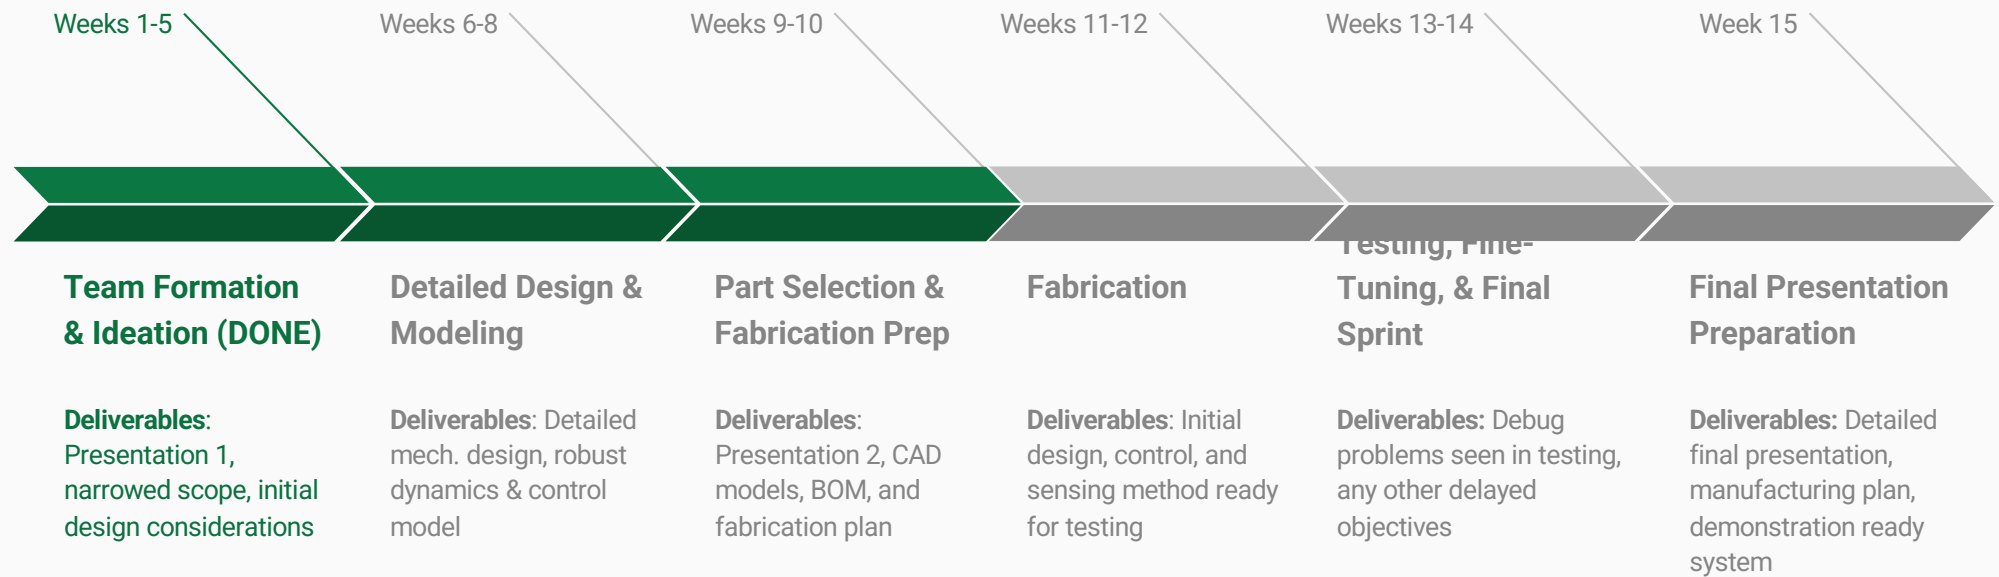 Weeks 1-5
Weeks 6-8
Weeks 9-10
Weeks 11-12
Weeks 13-14
Week 15
Team Formation
& Ideation (DONE)
Deliverables:
Presentation 1,
narrowed scope, initial
design considerations
Detailed Design &
Modeling
Deliverables: Detailed
mech. design, robust
dynamics & control
model
Part Selection &
Fabrication Prep
Deliverables:
Presentation 2, CAD
models, BOM, and
fabrication plan
Fabrication
Deliverables: Initial
design, control, and
sensing method ready
for testing
Testing, Fine-
Tuning, & Final
Sprint
Deliverables: Debug
problems seen in testing,
any other delayed
objectives
Final Presentation
Preparation
Deliverables: Detailed
final presentation,
manufacturing plan,
demonstration ready
system